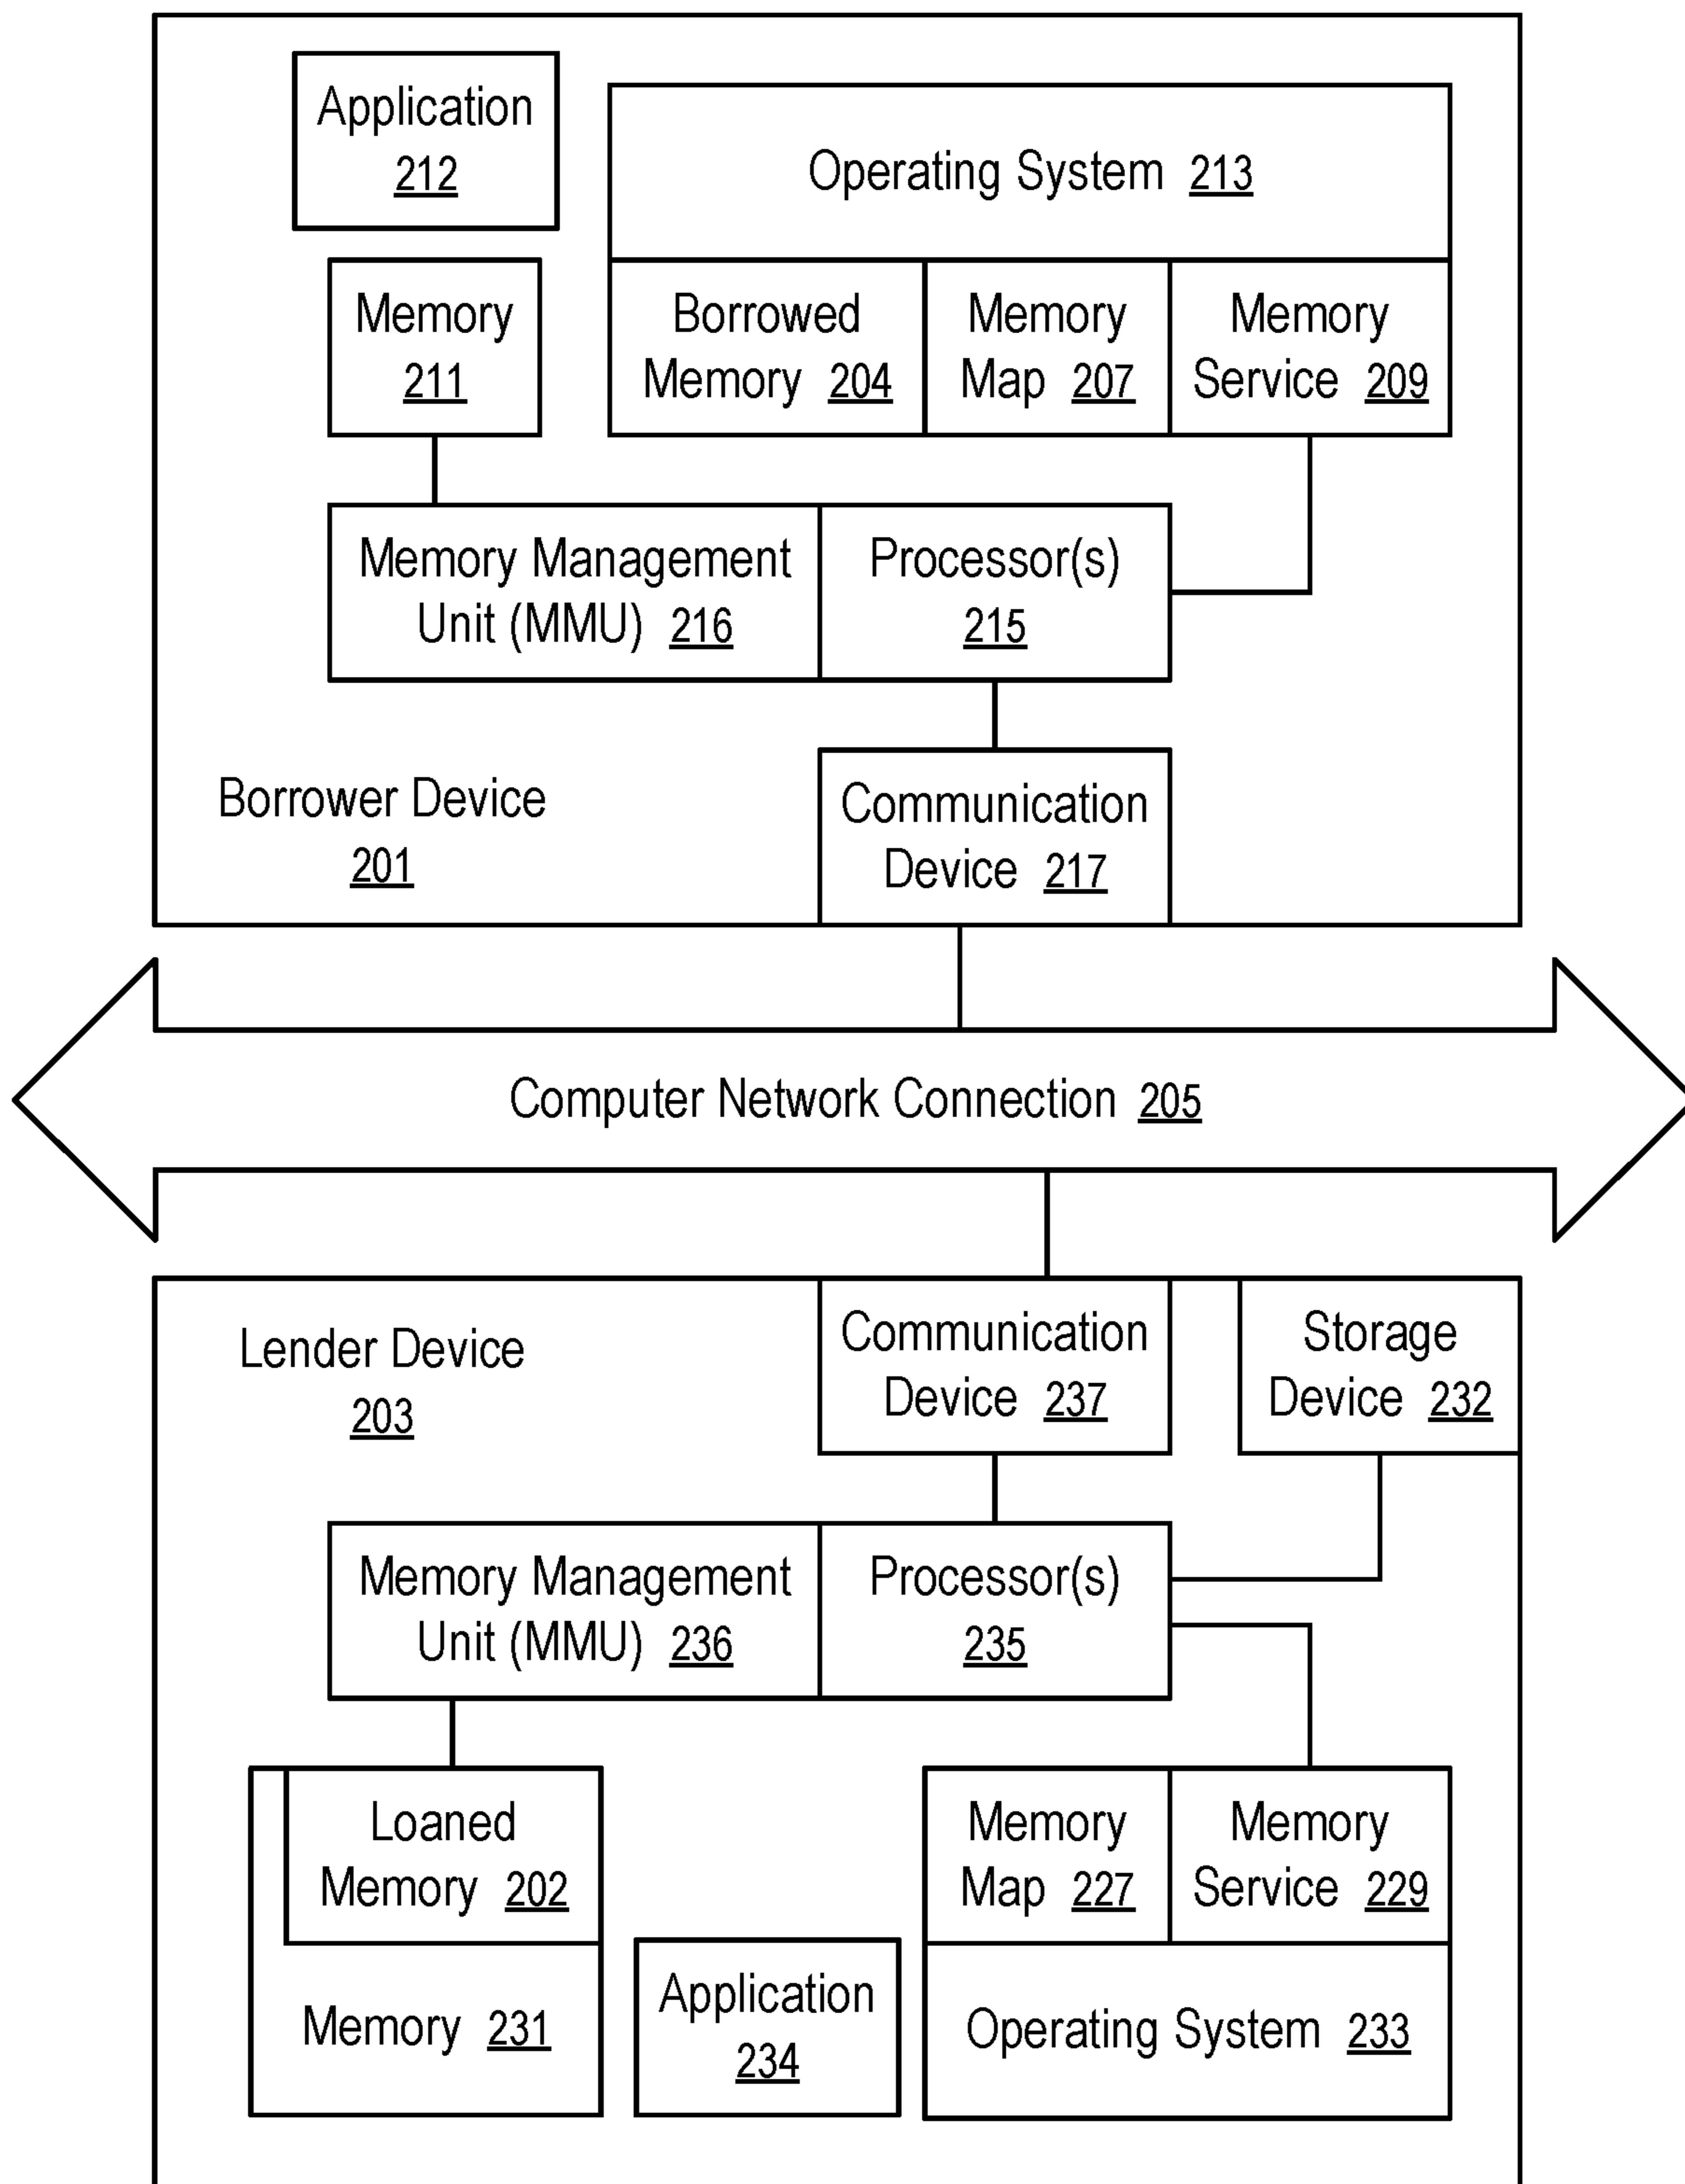 Application
212
Operating System 213
Memory
211
Borrowed
Memory 204
Memory
Map 207
Memory
Service 209
Memory Management
Unit (MMU) 216
Processor(s)
215
Borrower Device
201
Communication
Device 217
Computer Network Connection 205
Lender Device
203
Communication
Device 237
Storage
Device 232
Memory Management
Unit (MMU) 236
Processor(s)
235
Loaned
Memory 202
Memory 231
Application
234
Memory
Map 227
Memory
Service 229
Operating System 233